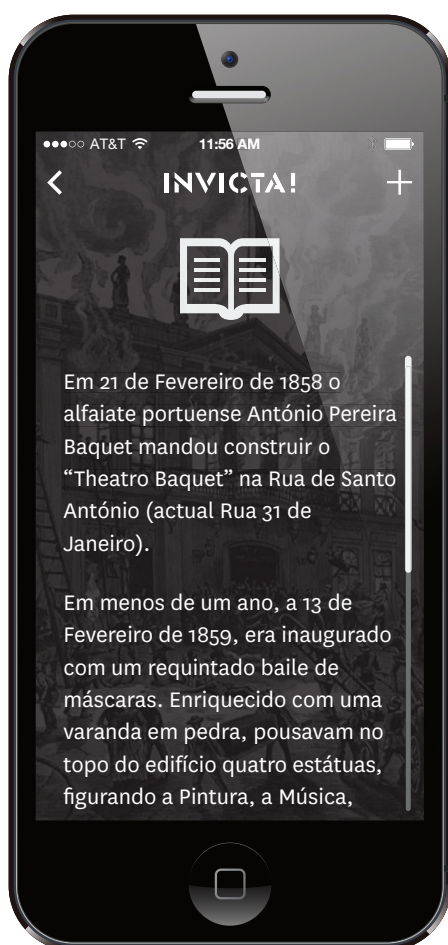 AT&T 11:56 AM
INVICTA!
Em 21 de Fevereiro de 1858 o
alfaiate portuense António Pereira
Baquet mandou construir o
“Theatro Baquet” na Rua de Santo
António (actual Rua 31 de
Janeiro).
Em menos de um ano, a 13 de
Fevereiro de 1859, era inaugurado
com um requintado baile de
máscaras. Enriquecido com uma
varanda em pedra, pousavam no
topo do edifício quatro estátuas,
figurando a Pintura, a Música,